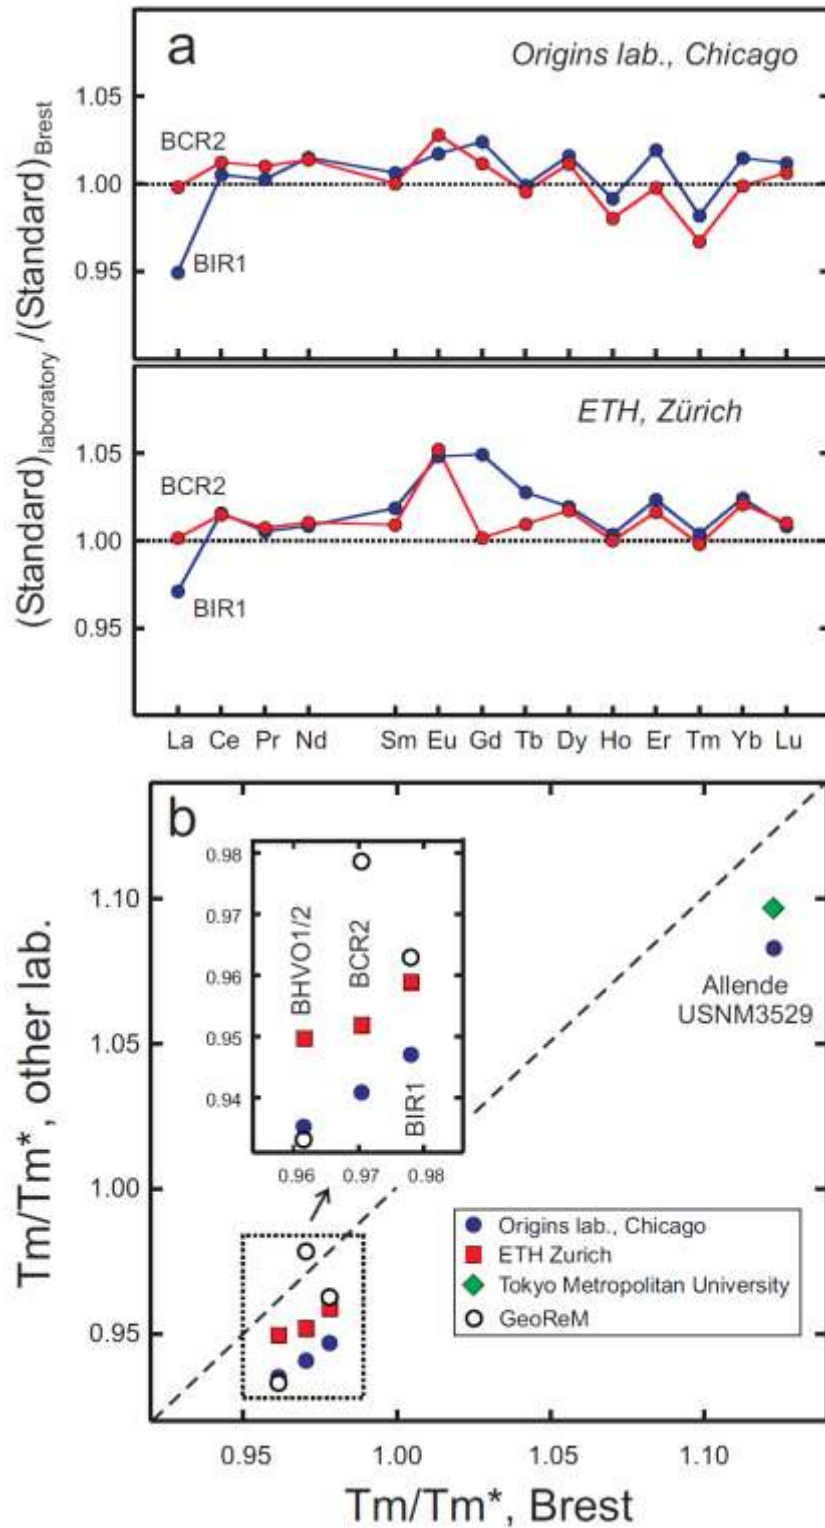 a
Origins lab., Chicago
1.05
BCR2
1.00
BIR1
0.95
(Standard)laboratory /(Standard)Brest
ETH, Zürich
1.05
BCR2
1.00
BIR1
0.95
La Ce Pr Nd Sm Eu Gd Tb Dy Ho Er Tm Yb Lu
b
0.98
0.97
0.96
0.95
0.94
BHVO1/2
BCR2
BIR1
0.96 0.97 0.98
1.10
1.05
1.00
0.95
Tm/Tm*, other lab.
Allende
USNM3529
Origins lab., Chicago
ETH Zurich
Tokyo Metropolitan University
GeoReM
0.95 1.00 1.05 1.10
Tm/Tm*, Brest